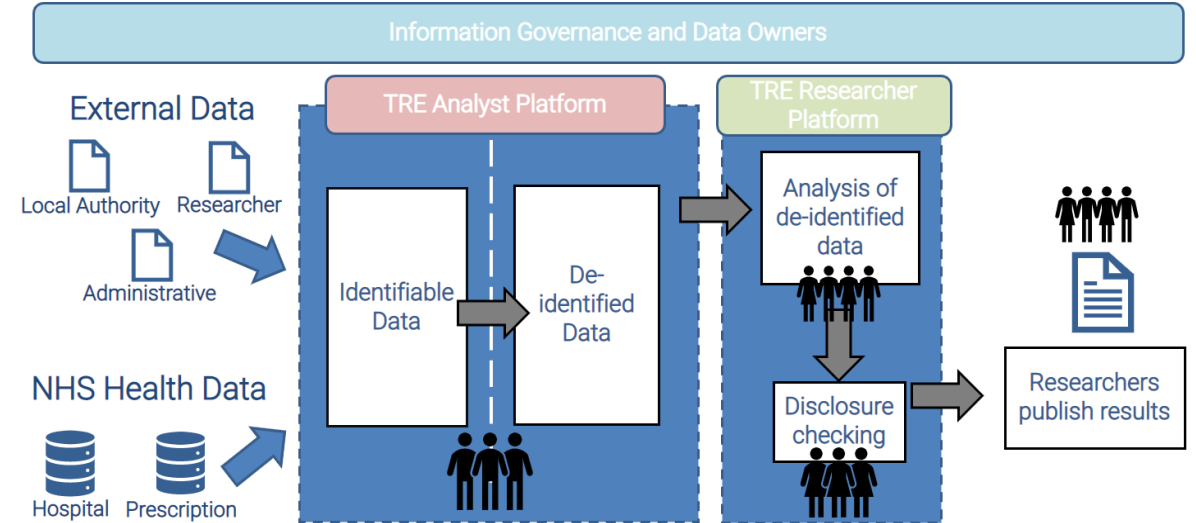 Information Governance and Data Owners
External Data
Local Authority
Researcher
Administrative
NHS Health Data
Hospital
Prescription
TRE Analyst Platform
Identifiable
Data
De-
identified
Data
TRE Researcher
Platform
Analysis of
de-identified
data
Disclosure
checking
Researchers
publish results